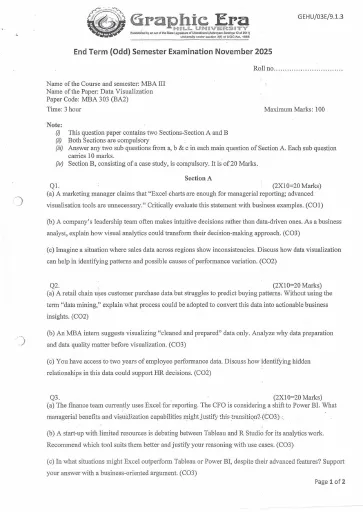 GEHU/03E/9.1.3
Graphic Era
HILL UNIVERSITY
End Term (Odd) Semester Examination November 2025
Roll no..............................
Name of the Course and semester: MBA III
Name of the Paper: Data Visualization
Paper Code: MBA 303 (BA2)
Time: 3 hour Maximum Marks: 100
Note:
(i) This question paper contains two Sections-Section A and B
(ii) Both Sections are compulsory
(iii) Answer any two sub questions from a, b & c in each main question of Section A. Each sub question
carries 10 marks.
(iv) Section B, consisting of a case study, is compulsory. It is of 20 Marks.
Section A
Q1. (2X10=20 Marks)
(a) A marketing manager claims that "Excel charts are enough for managerial reporting; advanced
visualisation tools are unnecessary." Critically evaluate this statement with business examples. (CO1)
(b) A company's leadership team often makes intuitive decisions rather than data-driven ones. As a business
analyst, explain how visual analytics could transform their decision-making approach. (CO3)
(c) Imagine a situation where sales data across regions show inconsistencies. Discuss how data visualization
can help in identifying patterns and possible causes of performance variation. (CO2)
Q2. (2X10=20 Marks)
(a) A retail chain uses customer purchase data but struggles to predict buying patterns. Without using the
term "data mining," explain what process could be adopted to convert this data into actionable business
insights. (CO2)
(b) An MBA intern suggests visualizing "cleaned and prepared" data only. Analyze why data preparation
and data quality matter before visualization. (CO3)
(c) You have access to two years of employee performance data. Discuss how identifying hidden
relationships in this data could support HR decisions. (CO2)
Q3. (2X10=20 Marks)
(a) The finance team currently uses Excel for reporting. The CFO is considering a shift to Power BI. What
managerial benefits and visualization capabilities might justify this transition? (CO3)
(b) A start-up with limited resources is debating between Tableau and R Studio for its analytics work.
Recommend which tool suits them better and justify your reasoning with use cases. (CO3)
(c) In what situations might Excel outperform Tableau or Power BI, despite their advanced features? Support
your answer with a business-oriented argument. (CO3)
Page 1 of 2